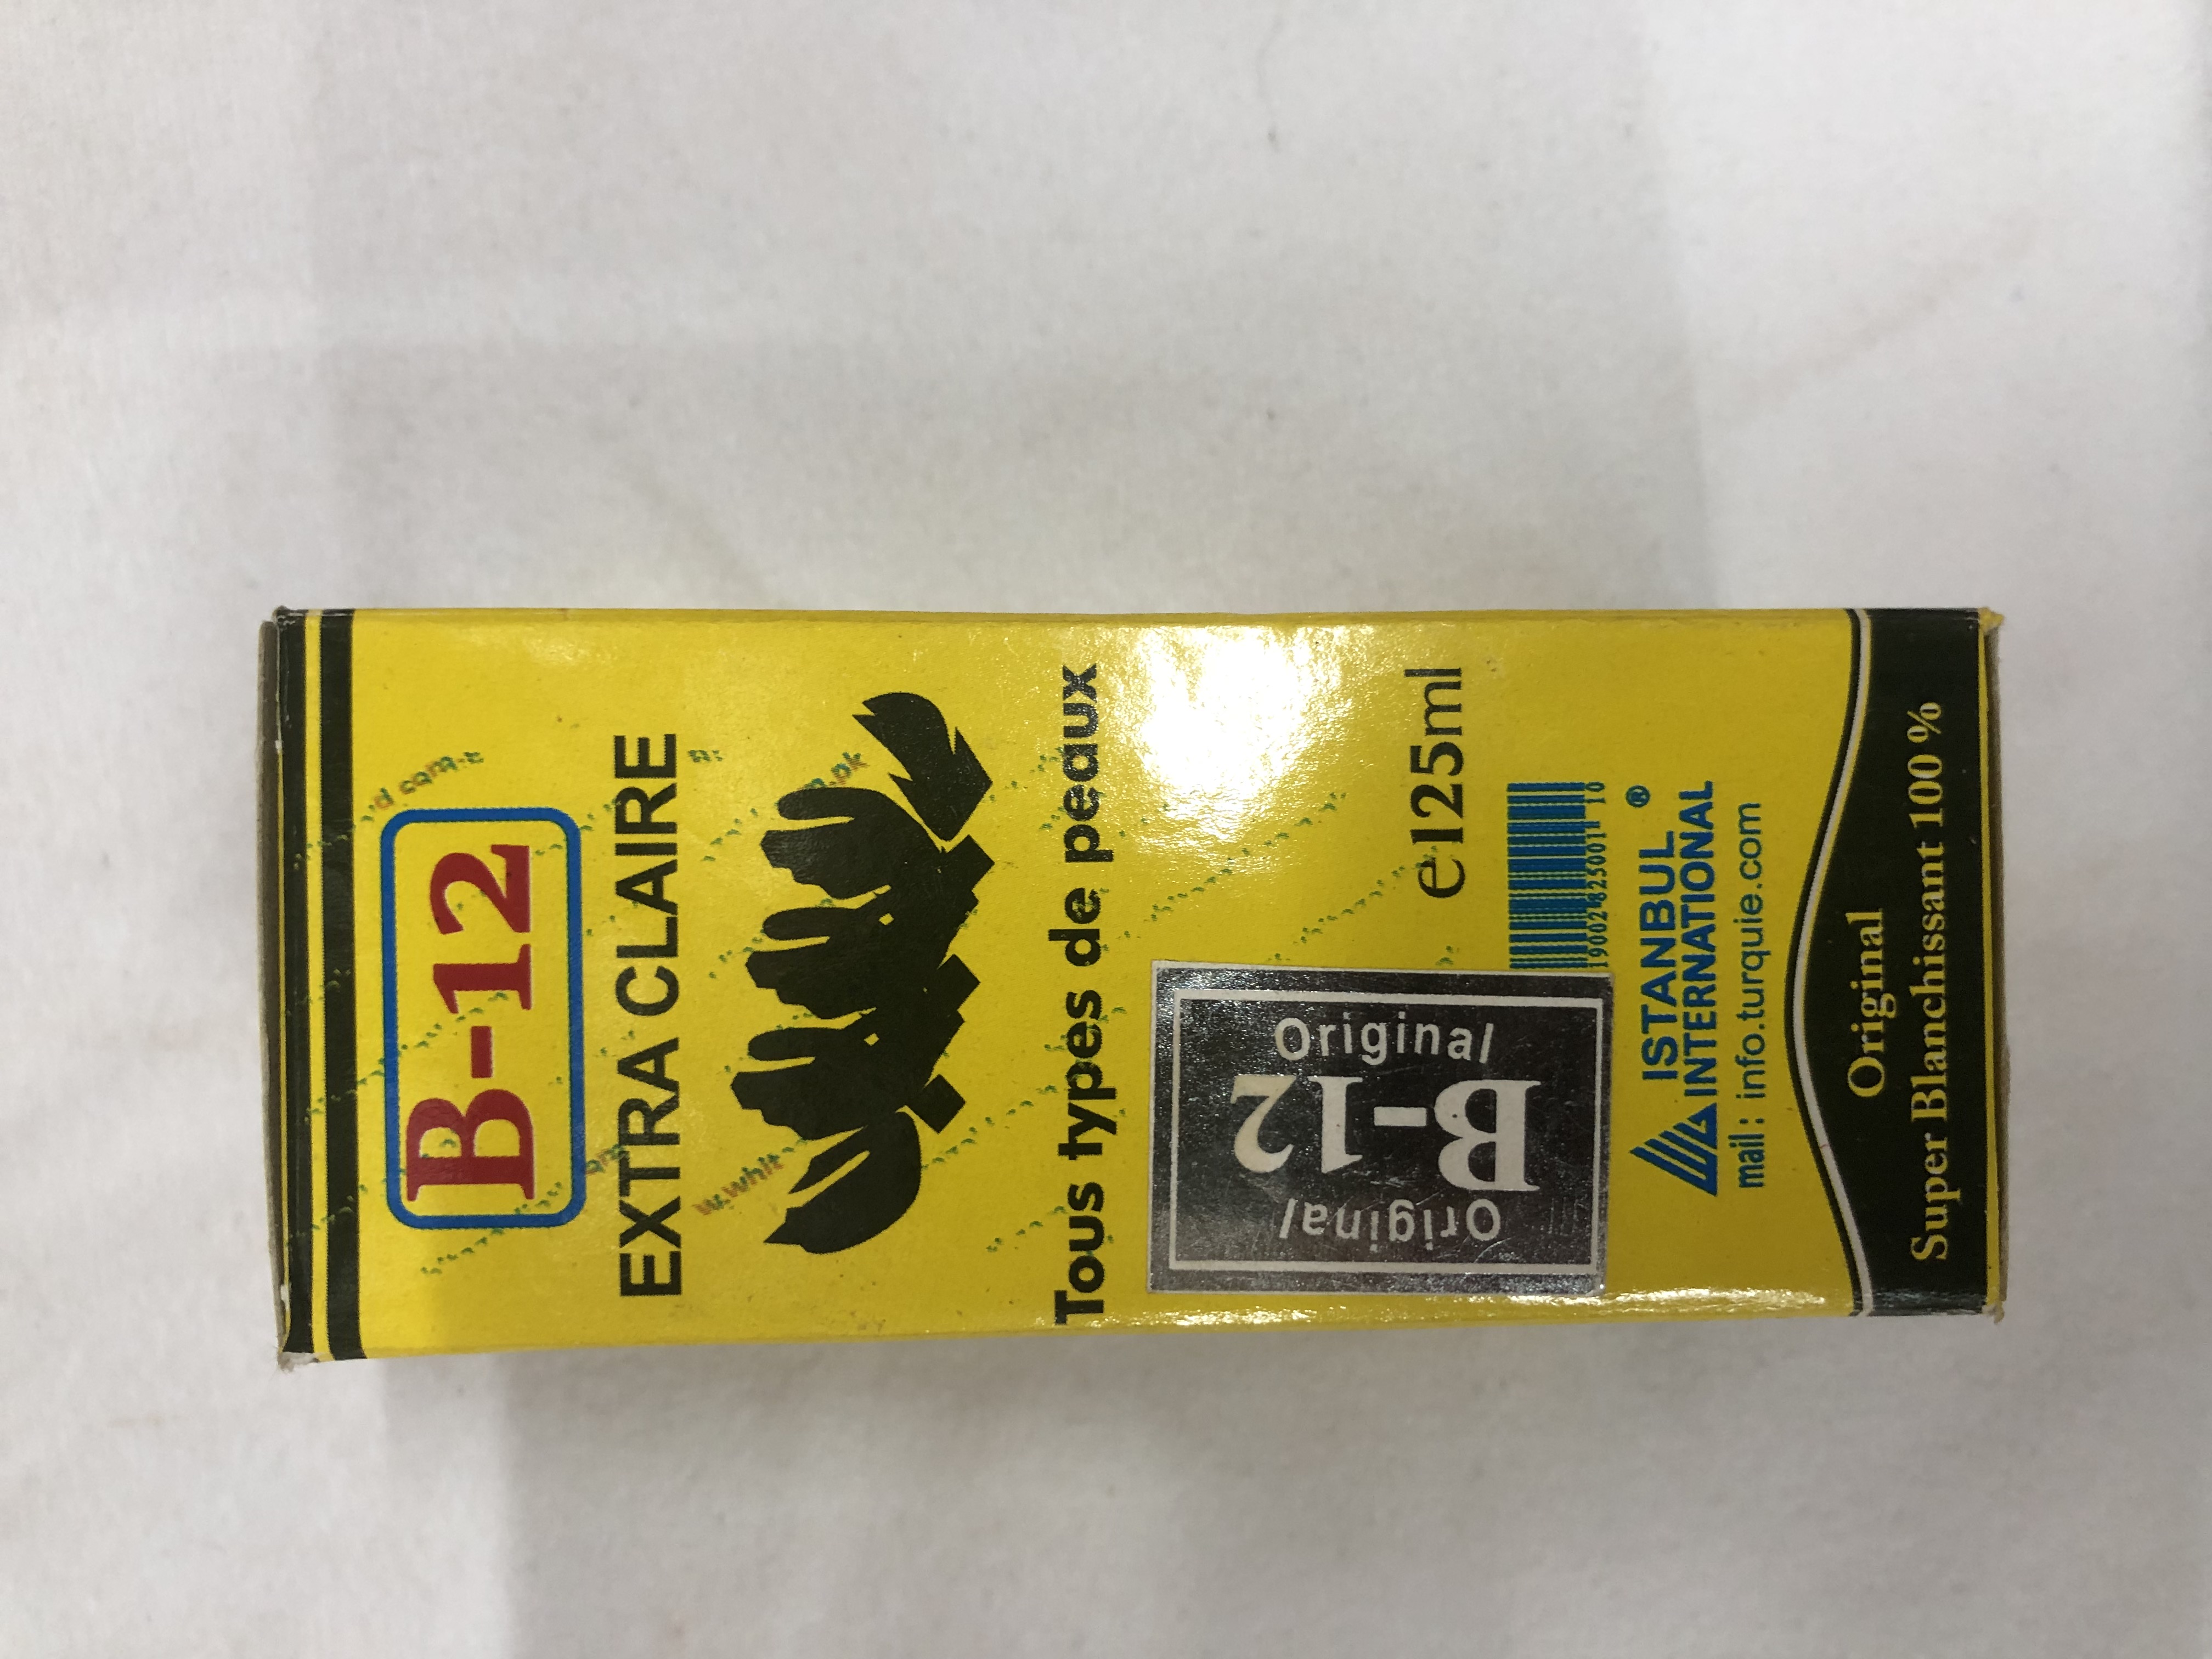 B-12
EXTRA CLAIRE
Tous types de peaux
Original
B-12
Original
e125ml
ISTANBUL ®
INTERNATIONAL
mail: info.turquie.com
Original
Super Blanchissant 100 %